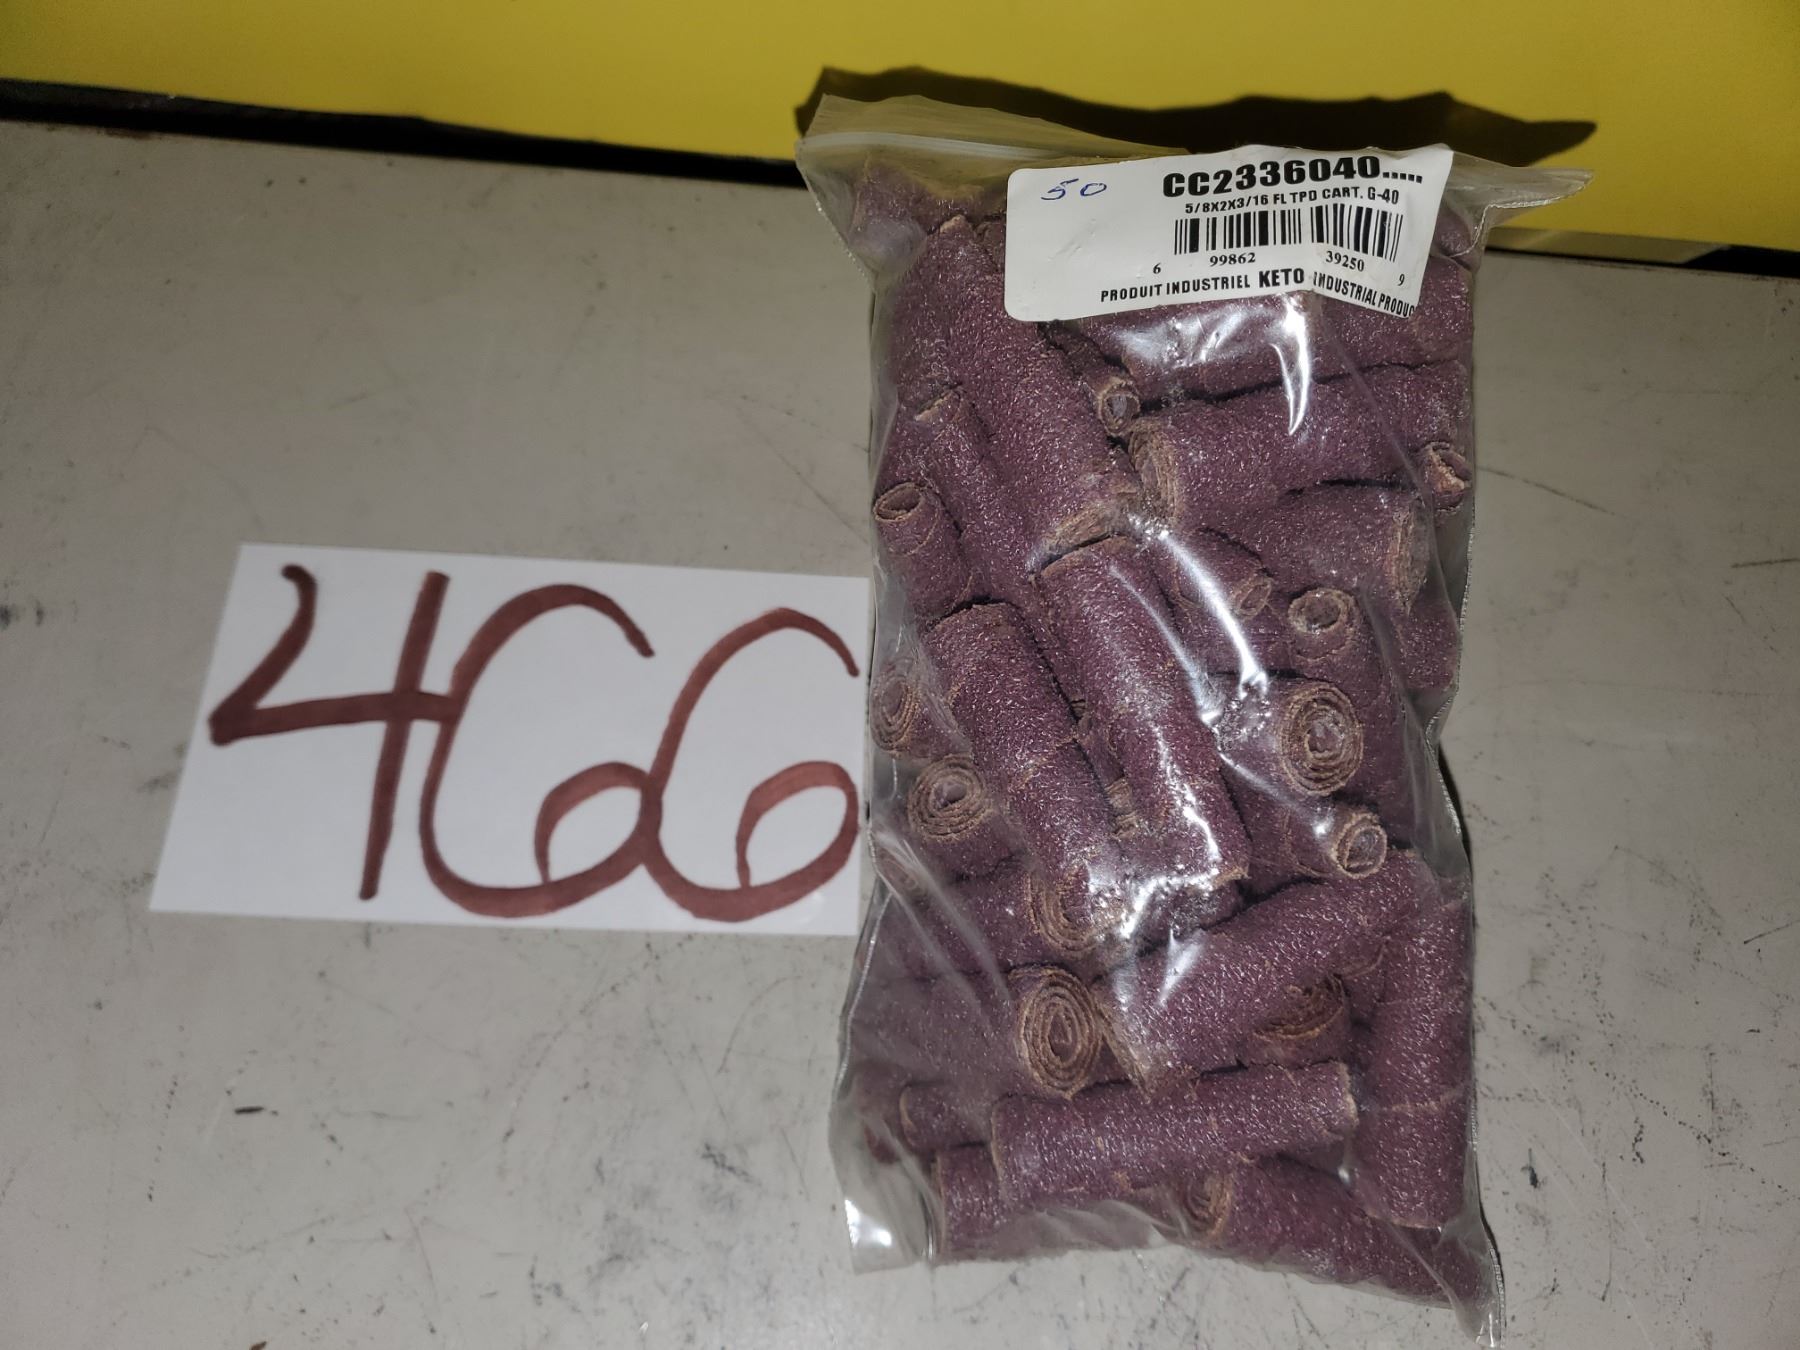 50
CC2336040.....
5/8X2X3/16 FL TPD CART. G-40
6 99862 39250 9
PRODUIT INDUSTRIEL KETO INDUSTRIAL PRODUC
466